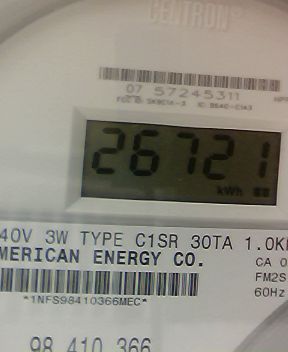 CENTRON®
07 57245311
26721
kWh
40V 3W TYPE C1SR 30TA 1.0K
MERICAN ENERGY CO.
CA 0
FM2S
60Hz
*1NFS98410366MEC*
98 410 366